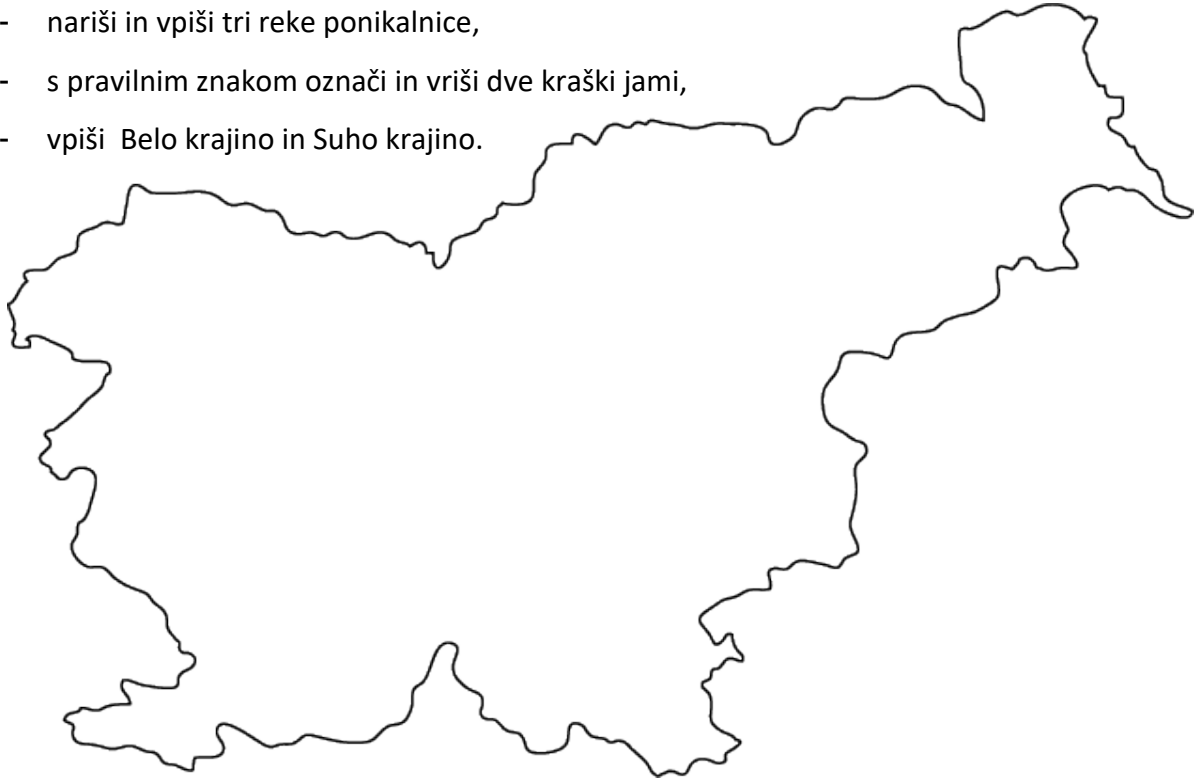 - nariši in vpiši tri reke ponikalnice,
- s pravilnim znakom označi in vriši dve kraški jami,
- vpiši  Belo krajino in Suho krajino.